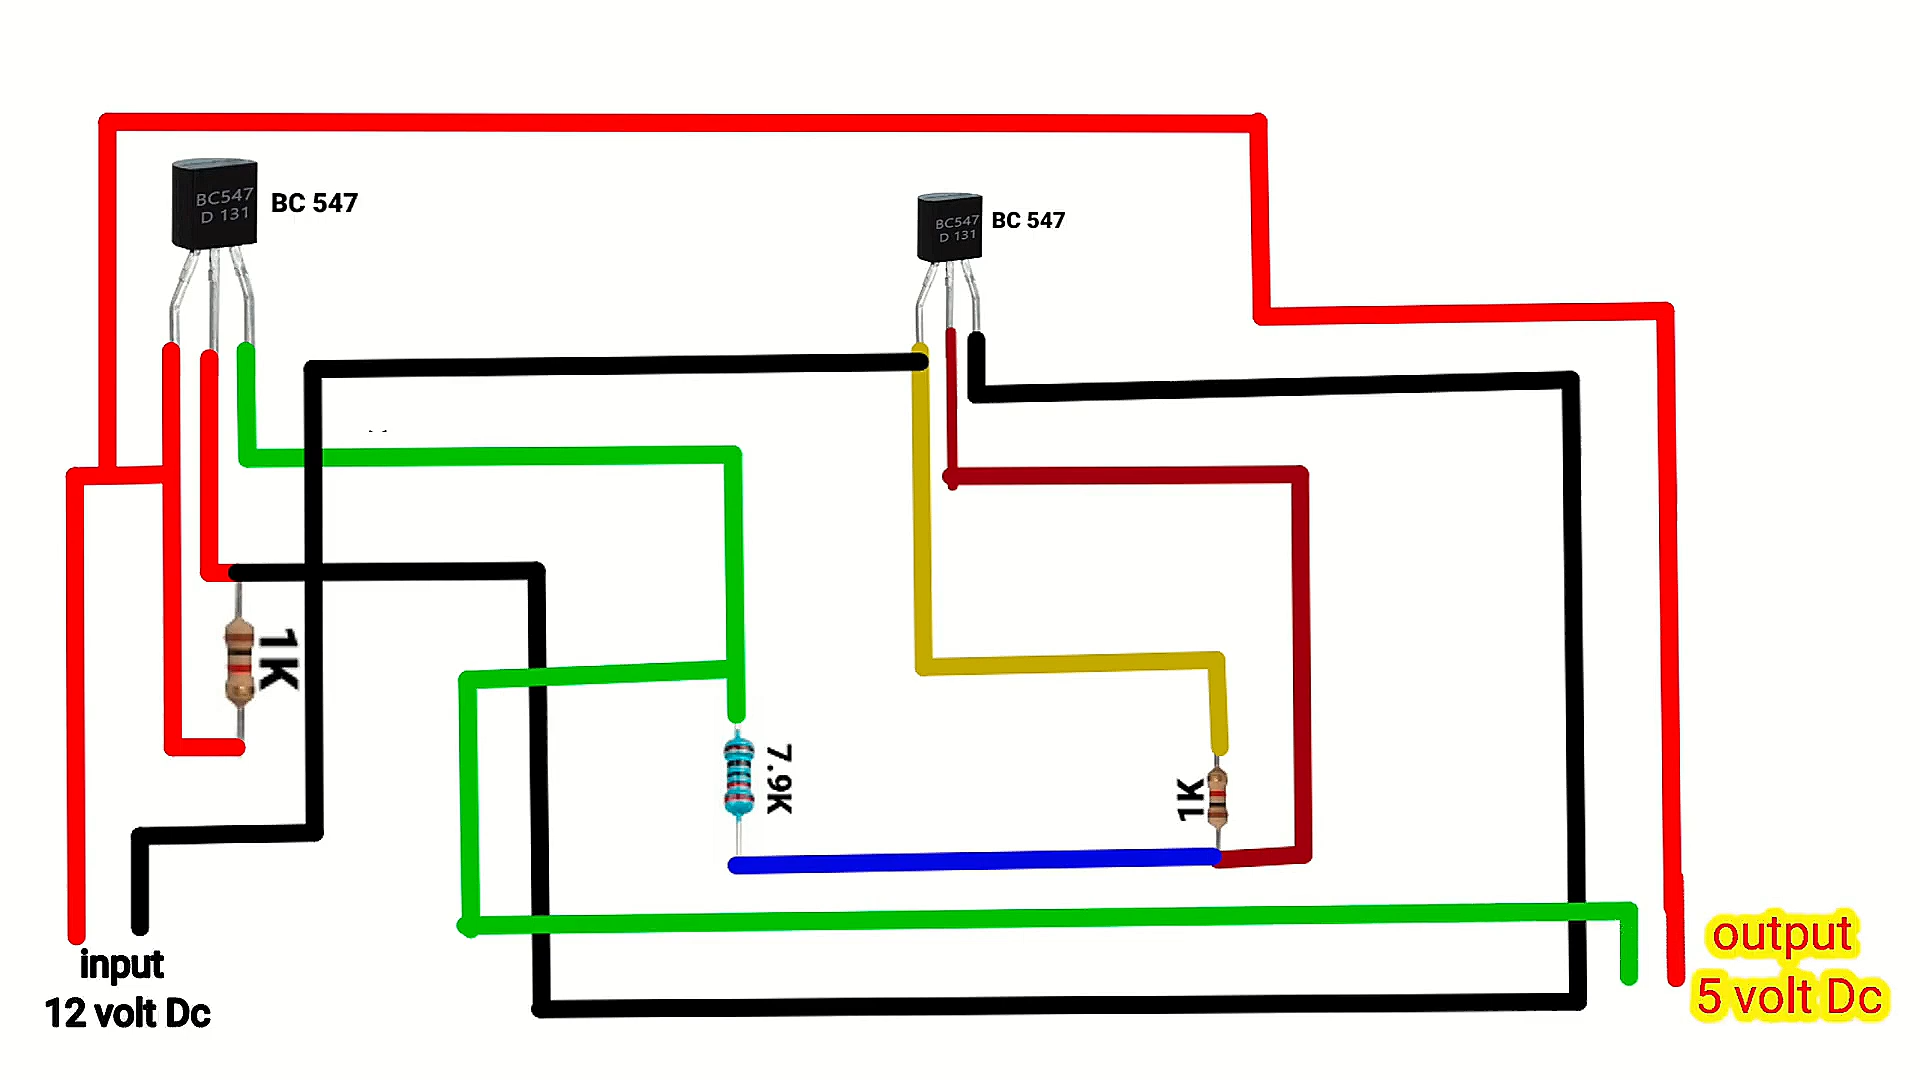 BC547
D 131
BC 547
BC547
D 131
BC 547
1K
7.9K
1K
input
12 volt Dc
output
5 volt Dc